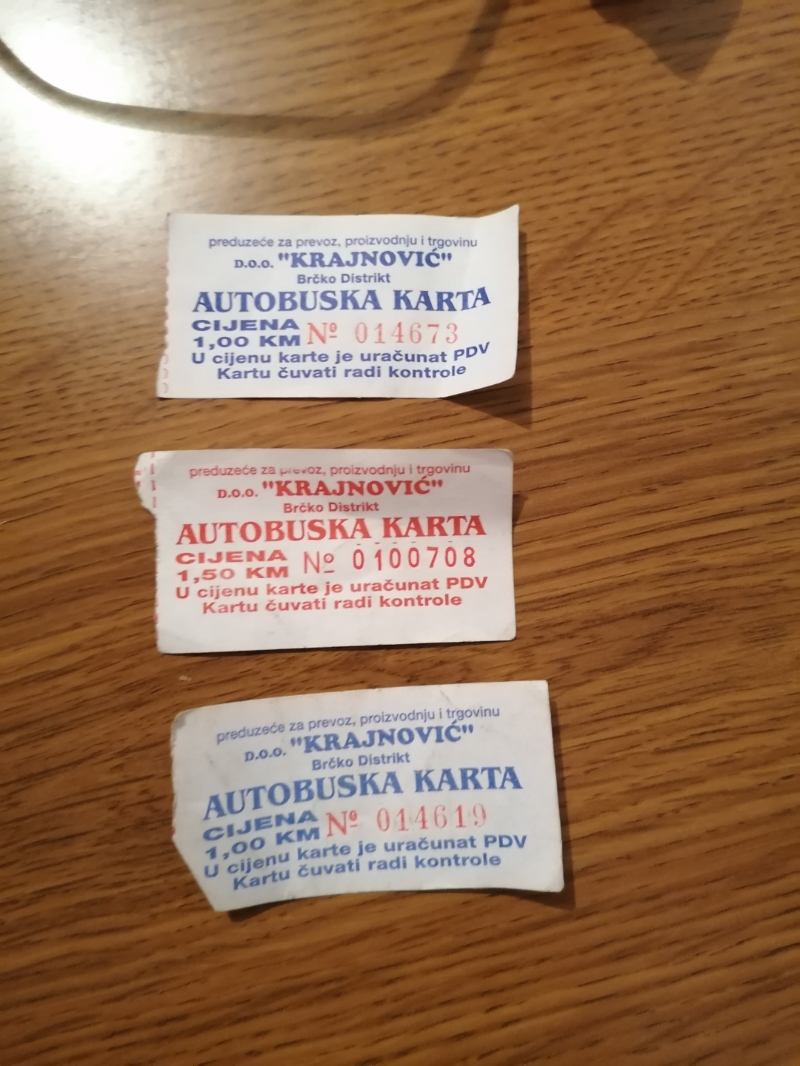 preduzeće za prevoz, proizvodnju i trgovinu
D.O.O. "KRAJNOVIĆ"
Brčko Distrikt
AUTOBUSKA KARTA
CIJENA
1,00 KM Nº 014673
U cijenu karte je uračunat PDV
Kartu čuvati radi kontrole
preduzeće za prevoz, proizvodnju i trgovinu
D.O.O. "KRAJNOVIĆ"
Brčko Distrikt
AUTOBUSKA KARTA
CIJENA
1,50 KM Nº 0100708
U cijenu karte je uračunat PDV
Kartu čuvati radi kontrole
preduzeće za prevoz, proizvodnju i trgovinu
D.O.O. "KRAJNOVIĆ"
Brčko Distrikt
AUTOBUSKA KARTA
CIJENA
1,00 KM Nº 014619
U cijenu karte je uračunat PDV
Kartu čuvati radi kontrole